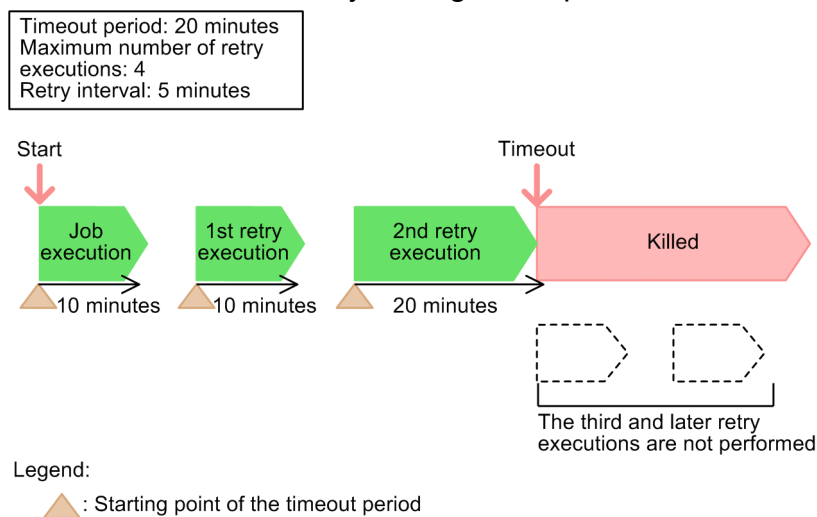 Timeout period: 20 minutes
Maximum number of retry
executions: 4
Retry interval: 5 minutes
Start
Timeout
Job
execution
1st retry
execution
2nd retry
execution
Killed
10 minutes
10 minutes
20 minutes
The third and later retry
executions are not performed
Legend:
: Starting point of the timeout period